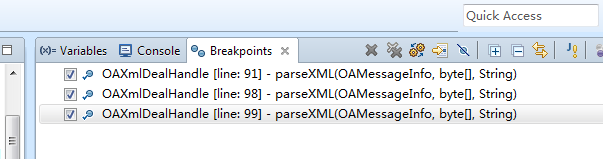 Quick Access
Variables Console Breakpoints
OAXmlDealHandle [line: 91] - parseXML(OAMessageInfo, byte[], String)
OAXmlDealHandle [line: 98] - parseXML(OAMessageInfo, byte[], String)
OAXmlDealHandle [line: 99] - parseXML(OAMessageInfo, byte[], String)